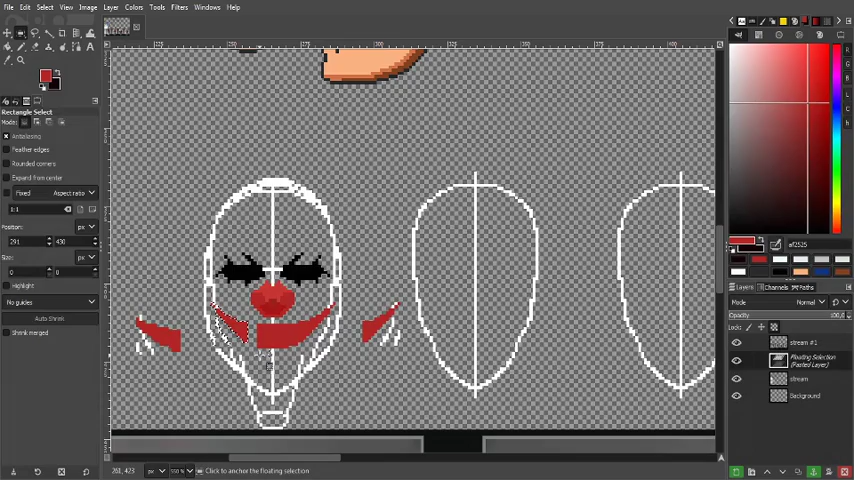 File Edit Select View Image Layer Colors Tools Filters Windows Help
Rectangle Select
Mode:
Antialiasing
Feather edges
Rounded corners
Expand from center
Fixed Aspect ratio
1:1
Position: px
291 430
Size: px
0 0
Highlight
No guides
Auto Shrink
Shrink merged
261, 423 px 550 % Click to anchor the floating selection
R
G
B
L
C
h
af2525
Layers Channels Paths
Mode Normal
Opacity 100,0
Lock:
stream #1
Floating Selection
(Pasted Layer)
stream
Background